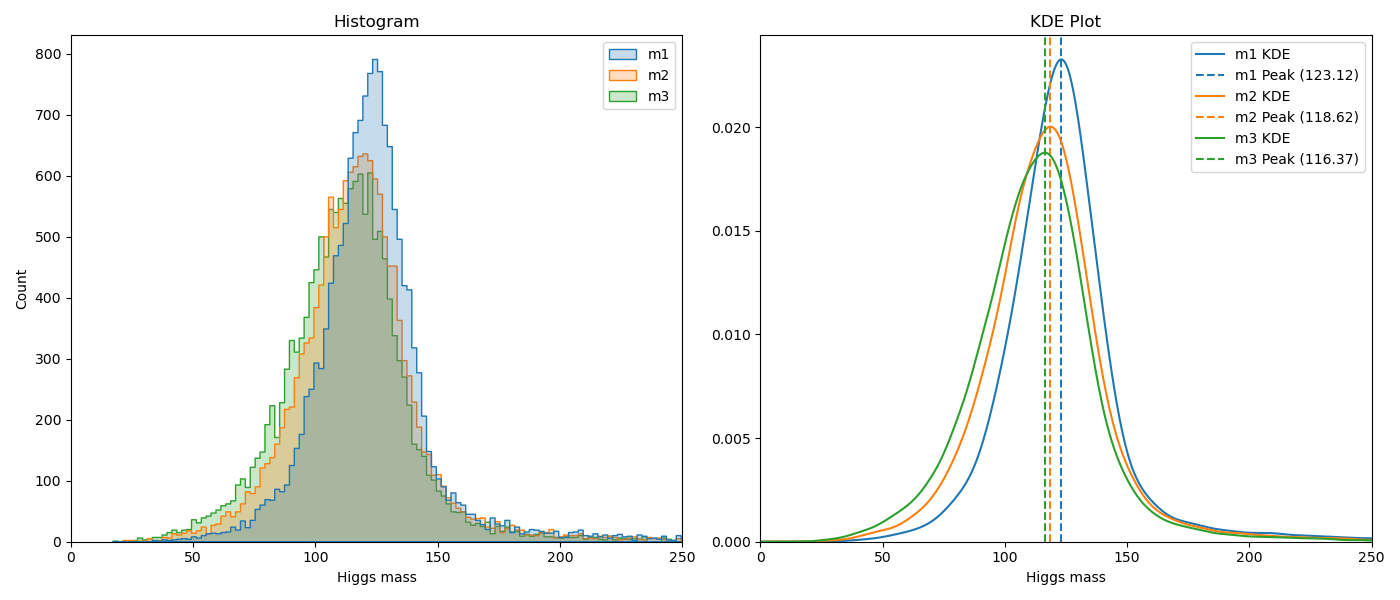 Histogram
800
700
600
500
400
300
200
100
0
Count
0
50
100
150
200
250
Higgs mass
m1
m2
m3
KDE Plot
0.020
0.015
0.010
0.005
0.000
0
50
100
150
200
250
Higgs mass
m1 KDE
m1 Peak (123.12)
m2 KDE
m2 Peak (118.62)
m3 KDE
m3 Peak (116.37)